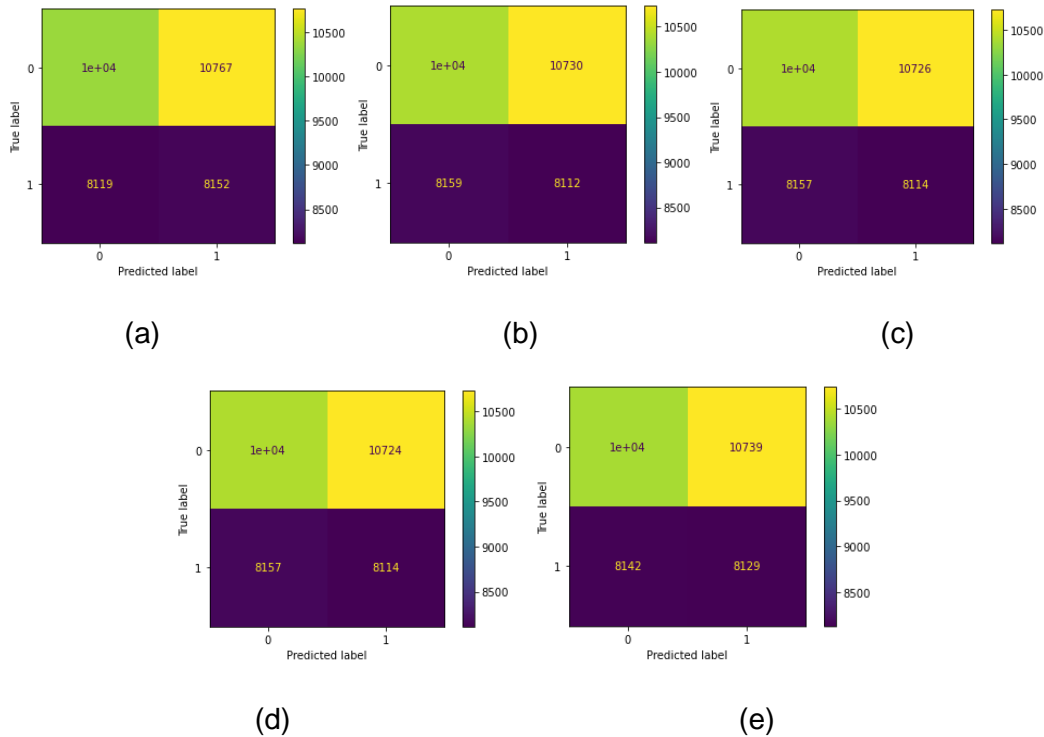 0 1e+04 10767
1 8119 8152
True label
0 1
Predicted label
10500
10000
9500
9000
8500
(a)
0 1e+04 10730
1 8159 8112
True label
0 1
Predicted label
10500
10000
9500
9000
8500
(b)
0 1e+04 10726
1 8157 8114
True label
0 1
Predicted label
10500
10000
9500
9000
8500
(c)
0 1e+04 10724
1 8157 8114
True label
0 1
Predicted label
10500
10000
9500
9000
8500
(d)
0 1e+04 10739
1 8142 8129
True label
0 1
Predicted label
10500
10000
9500
9000
8500
(e)